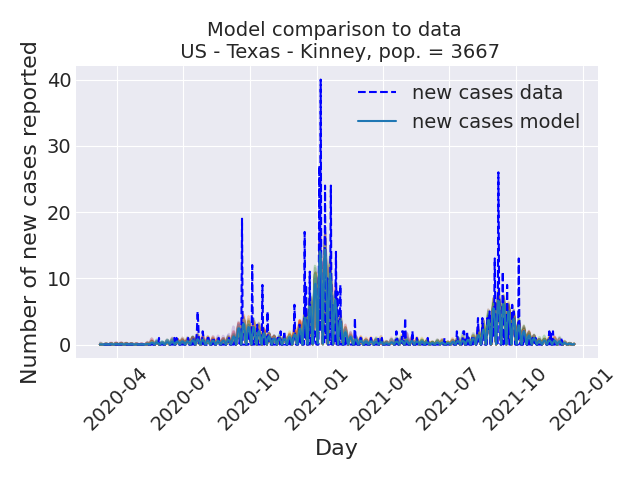 Model comparison to data
US - Texas - Kinney, pop. = 3667
Number of new cases reported
40
30
20
10
0
new cases data
new cases model
2020-04
2020-07
2020-10
2021-01
2021-04
2021-07
2021-10
2022-01
Day